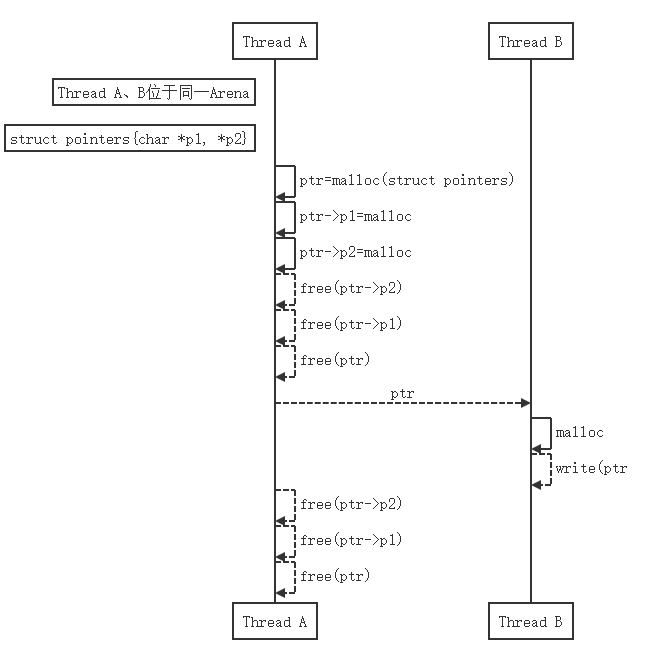 Thread A
Thread B
Thread A、B位于同一Arena
struct pointers{char *p1, *p2}
ptr=malloc(struct pointers)
ptr->p1=malloc
ptr->p2=malloc
free(ptr->p2)
free(ptr->p1)
free(ptr)
ptr
malloc
write(ptr
free(ptr->p2)
free(ptr->p1)
free(ptr)
Thread A
Thread B